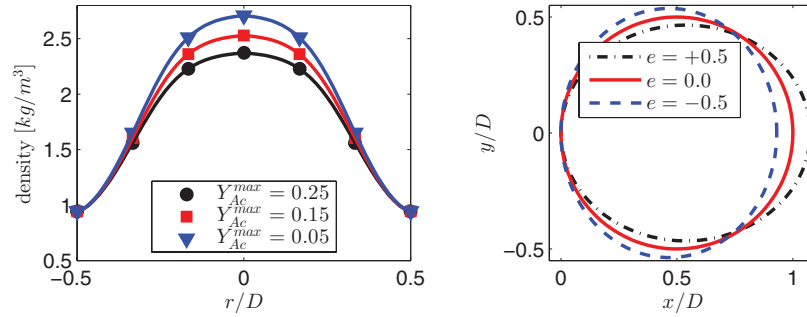 density [kg/m^3]
2.5
2
1.5
1
0.5
−0.5
0
0.5
r/D
Y_{Ac}^{max} = 0.25
Y_{Ac}^{max} = 0.15
Y_{Ac}^{max} = 0.05
y/D
0.5
0
−0.5
0
0.5
1
x/D
e = +0.5
e = 0.0
e = −0.5